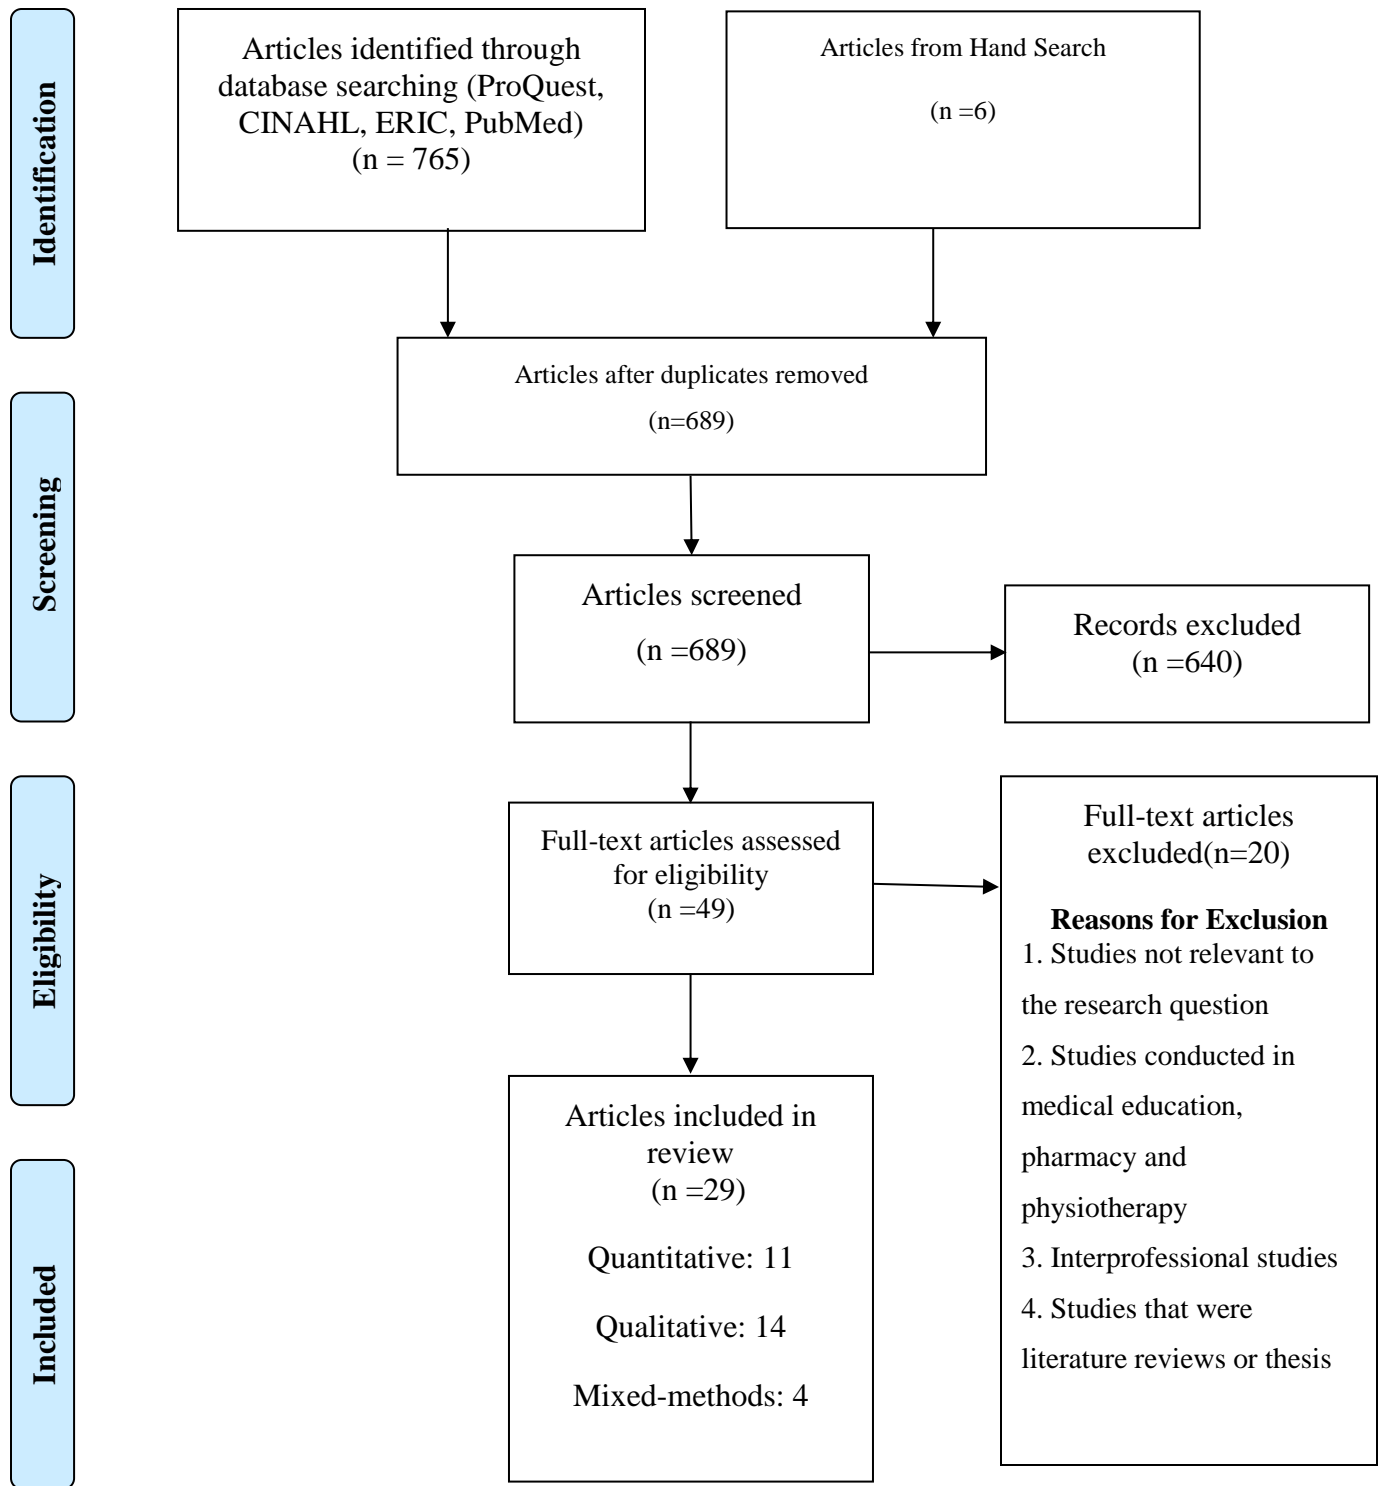 Identification
Articles identified through
database searching (ProQuest,
CINAHL, ERIC, PubMed)
(n = 765)
Articles from Hand Search
(n =6)
Articles after duplicates removed
(n=689)
Screening
Articles screened
(n =689)
Records excluded
(n =640)
Eligibility
Full-text articles assessed
for eligibility
(n =49)
Full-text articles
excluded(n=20)
Reasons for Exclusion
1. Studies not relevant to
the research question
2. Studies conducted in
medical education,
pharmacy and
physiotherapy
3. Interprofessional studies
4. Studies that were
literature reviews or thesis
Included
Articles included in
review
(n =29)
Quantitative: 11
Qualitative: 14
Mixed-methods: 4